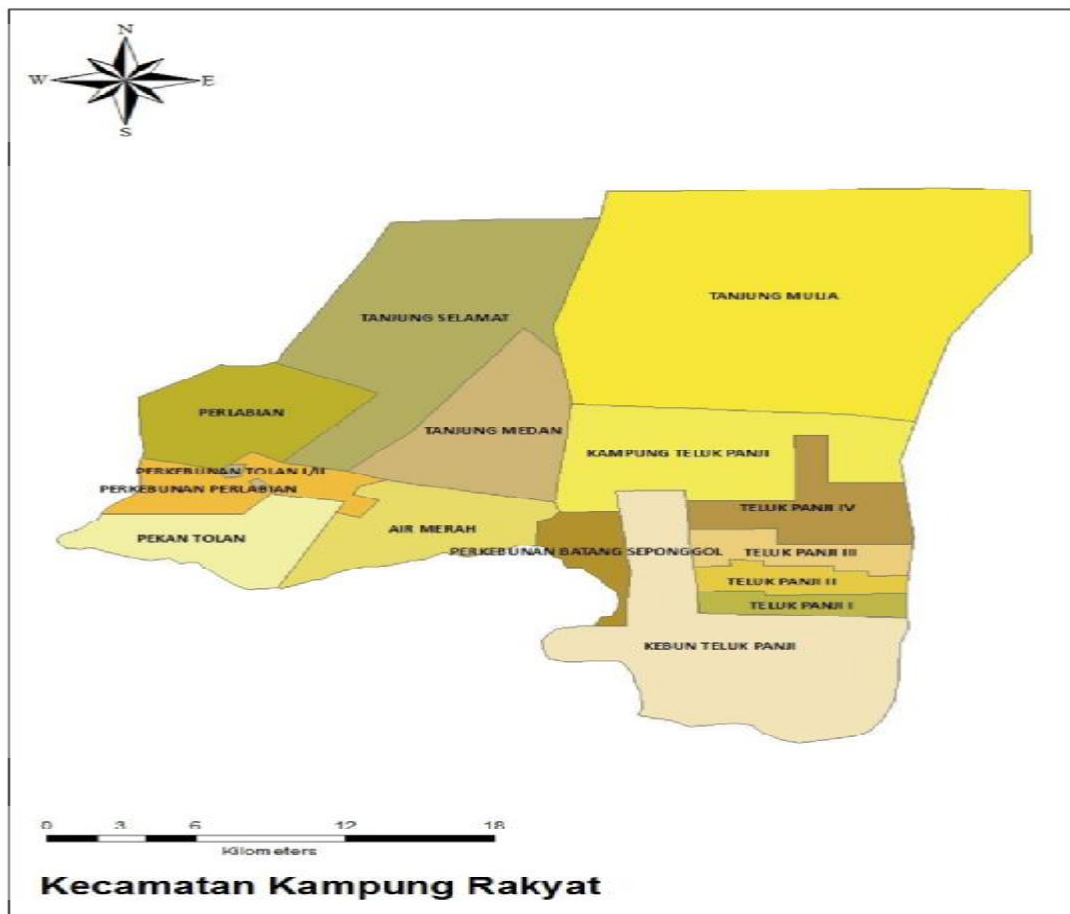 N
W E
S
TANJUNG MULIA
TANJUNG SELAMAT
PERLABIAN
TANJUNG MEDAN
KAMPUNG TELUK PANJI
PERKEBUNAN TOLAN I/II
PERKEBUNAN PERLABIAN
TELUK PANJI IV
AIR MERAH
PEKAN TOLAN
PERKEBUNAN BATANG SEPONGGOL
TELUK PANJI III
TELUK PANJI II
TELUK PANJI I
KEBUN TELUK PANJI
0 3 6 12 18
Kilometers
Kecamatan Kampung Rakyat